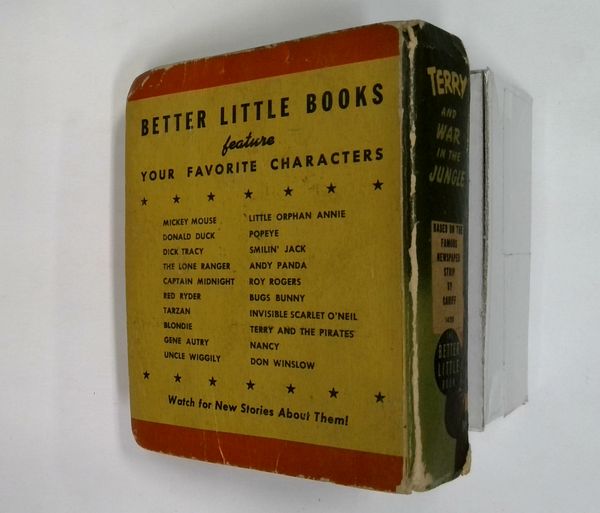 BETTER LITTLE BOOKS
feature
YOUR FAVORITE CHARACTERS
MICKEY MOUSE
DONALD DUCK
DICK TRACY
THE LONE RANGER
CAPTAIN MIDNIGHT
RED RYDER
TARZAN
BLONDIE
GENE AUTRY
UNCLE WIGGILY
LITTLE ORPHAN ANNIE
POPEYE
SMILIN' JACK
ANDY PANDA
ROY ROGERS
BUGS BUNNY
INVISIBLE SCARLET O'NEIL
TERRY AND THE PIRATES
NANCY
DON WINSLOW
Watch for New Stories About Them!
TERRY
AND
WAR
IN THE
JUNGLE
BASED ON THE
FAMOUS
NEWSPAPER
STRIP
BY
CANIFF
1420
BETTER
LITTLE
BOOK